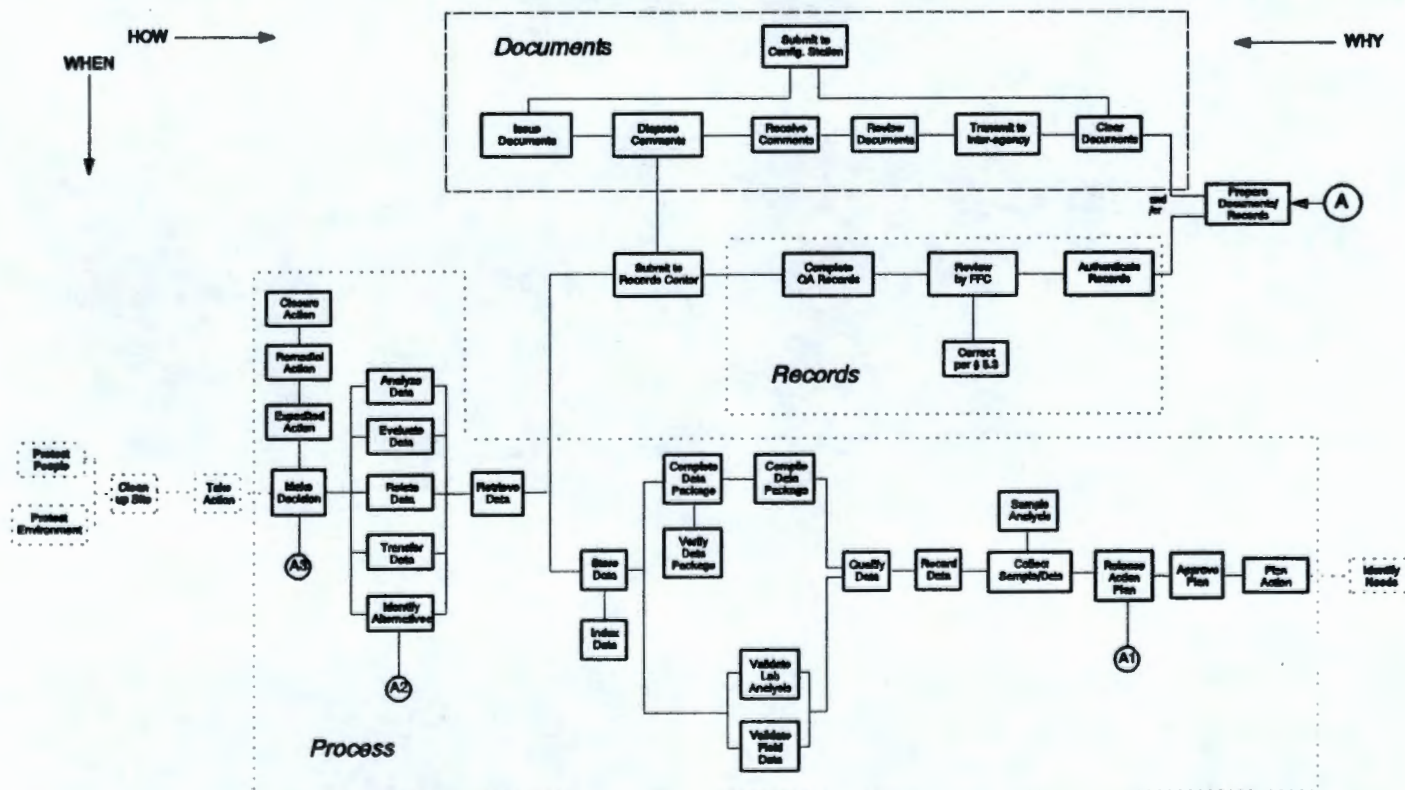 HOW
WHEN
WHY
Documents
Submit to
Config. Station
Issue
Documents
Dispose
Comments
Receive
Comments
Review
Documents
Transmit to
Inter-agency
Clear
Documents
and
/or
Prepare
Documents/
Records
A
Submit to
Records Center
Complete
QA Records
Review
by FFC
Authenticate
Records
Correct
per § 5.3
Records
Closure
Action
Remedial
Action
Expedited
Action
Make
Decision
A3
Analyze
Data
Evaluate
Data
Relate
Data
Transfer
Data
Identify
Alternatives
A2
Protect
People
Protect
Environment
Clean
up Site
Take
Action
Retrieve
Data
Store
Data
Index
Data
Complete
Data
Package
Verify
Data
Package
Compile
Data
Package
Validate
Lab
Analysis
Validate
Field
Data
Qualify
Data
Record
Data
Sample
Analysis
Collect
Sample/Data
Release
Action
Plan
A1
Approve
Plan
Plan
Action
Identify
Needs
Process